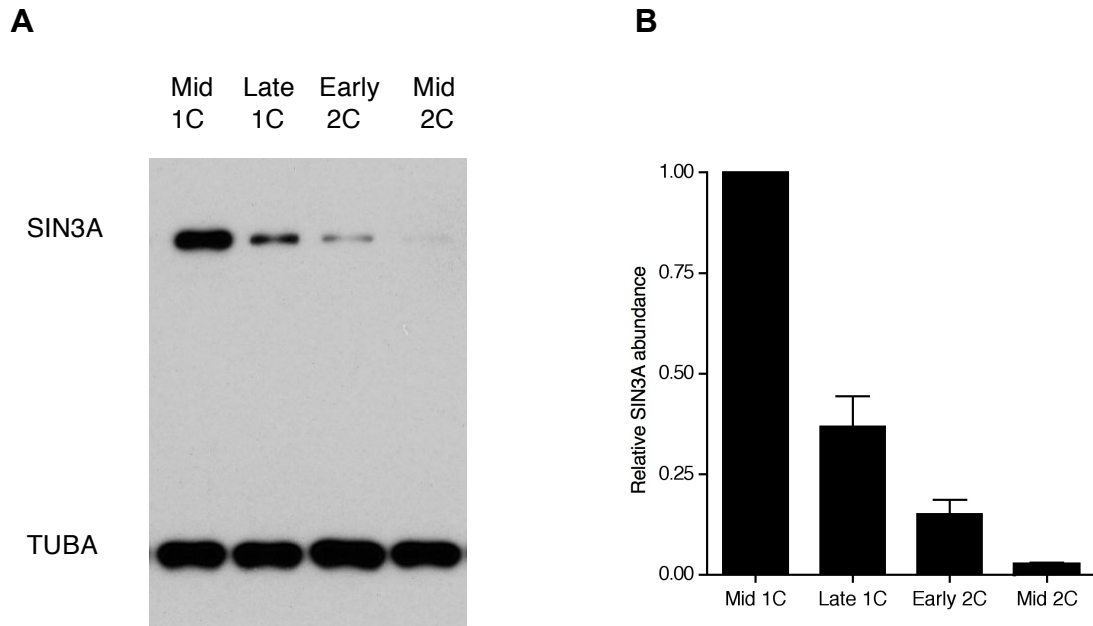 A
Mid Late Early Mid
1C 1C 2C 2C
SIN3A
TUBA
B
Relative SIN3A abundance
1.00
0.75
0.50
0.25
0.00
Mid 1C Late 1C Early 2C Mid 2C